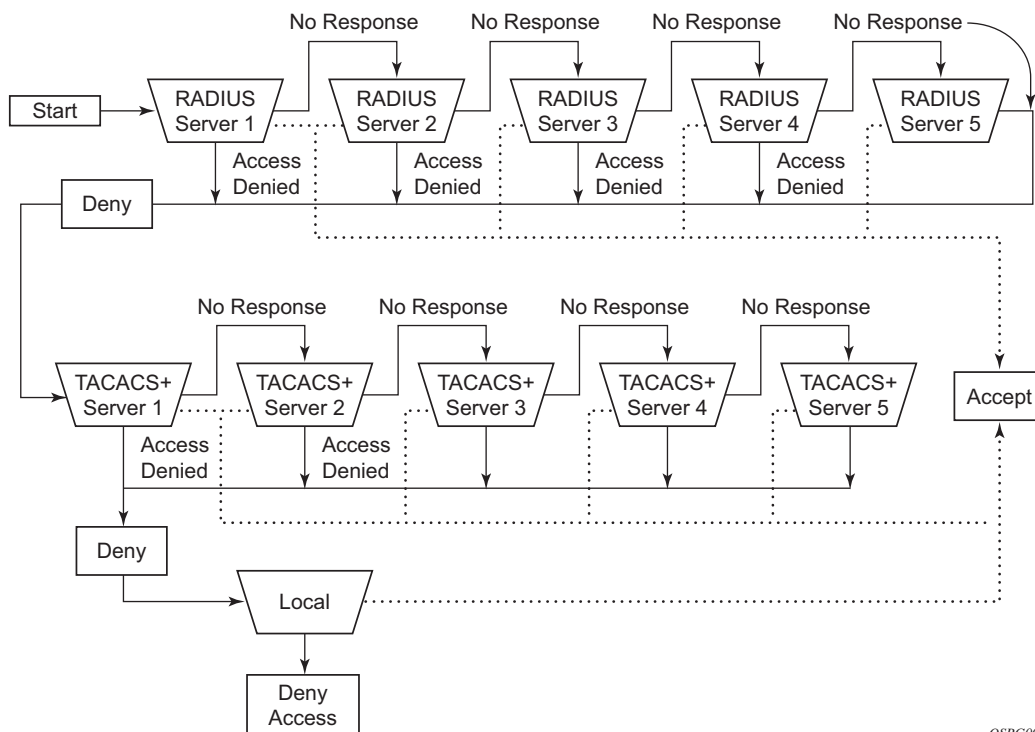 No Response
No Response
No Response
No Response
No Response
Start
RADIUS
Server 1
RADIUS
Server 2
RADIUS
Server 3
RADIUS
Server 4
RADIUS
Server 5
Access
Denied
Access
Denied
Access
Denied
Deny
No Response
No Response
No Response
No Response
TACACS+
Server 1
TACACS+
Server 2
TACACS+
Server 3
TACACS+
Server 4
TACACS+
Server 5
Accept
Access
Denied
Access
Denied
Deny
Local
Deny
Access